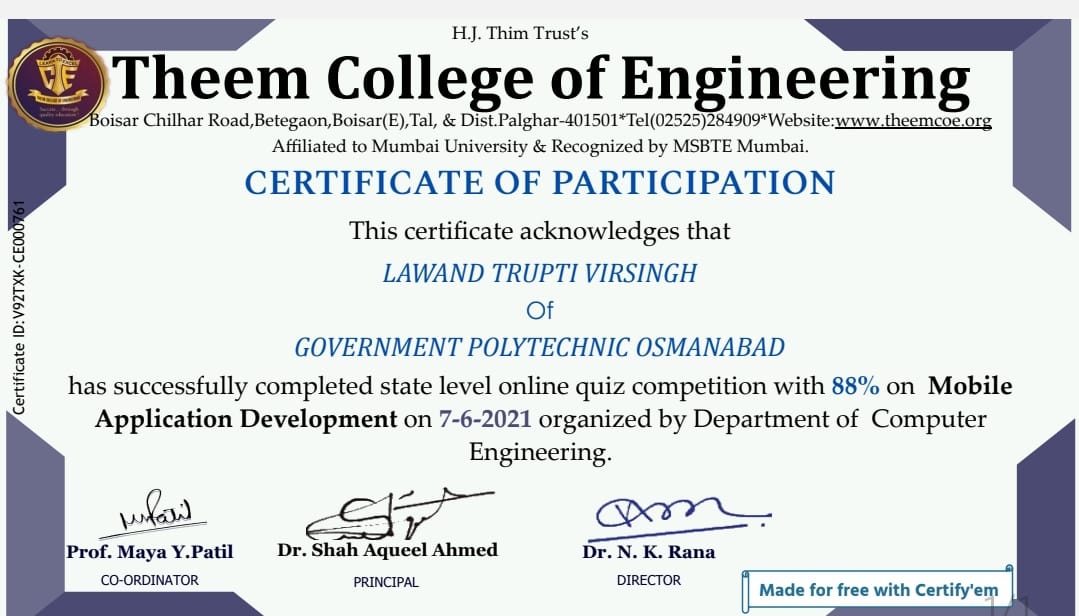 H.J. Thim Trust's
Theem College of Engineering
Boisar Chilhar Road,Betegaon,Boisar(E),Tal, & Dist.Palghar-401501*Tel(02525)284909*Website:www.theemcoe.org
Affiliated to Mumbai University & Recognized by MSBTE Mumbai.
CERTIFICATE OF PARTICIPATION
This certificate acknowledges that
LAWAND TRUPTI VIRSINGH
Of
GOVERNMENT POLYTECHNIC OSMANABAD
has successfully completed state level online quiz competition with 88% on Mobile
Application Development on 7-6-2021 organized by Department of Computer
Engineering.
Certificate ID:V92TXK-CE000761
Prof. Maya Y.Patil
CO-ORDINATOR
Dr. Shah Aqueel Ahmed
PRINCIPAL
Dr. N. K. Rana
DIRECTOR
Made for free with Certify'em
1/1